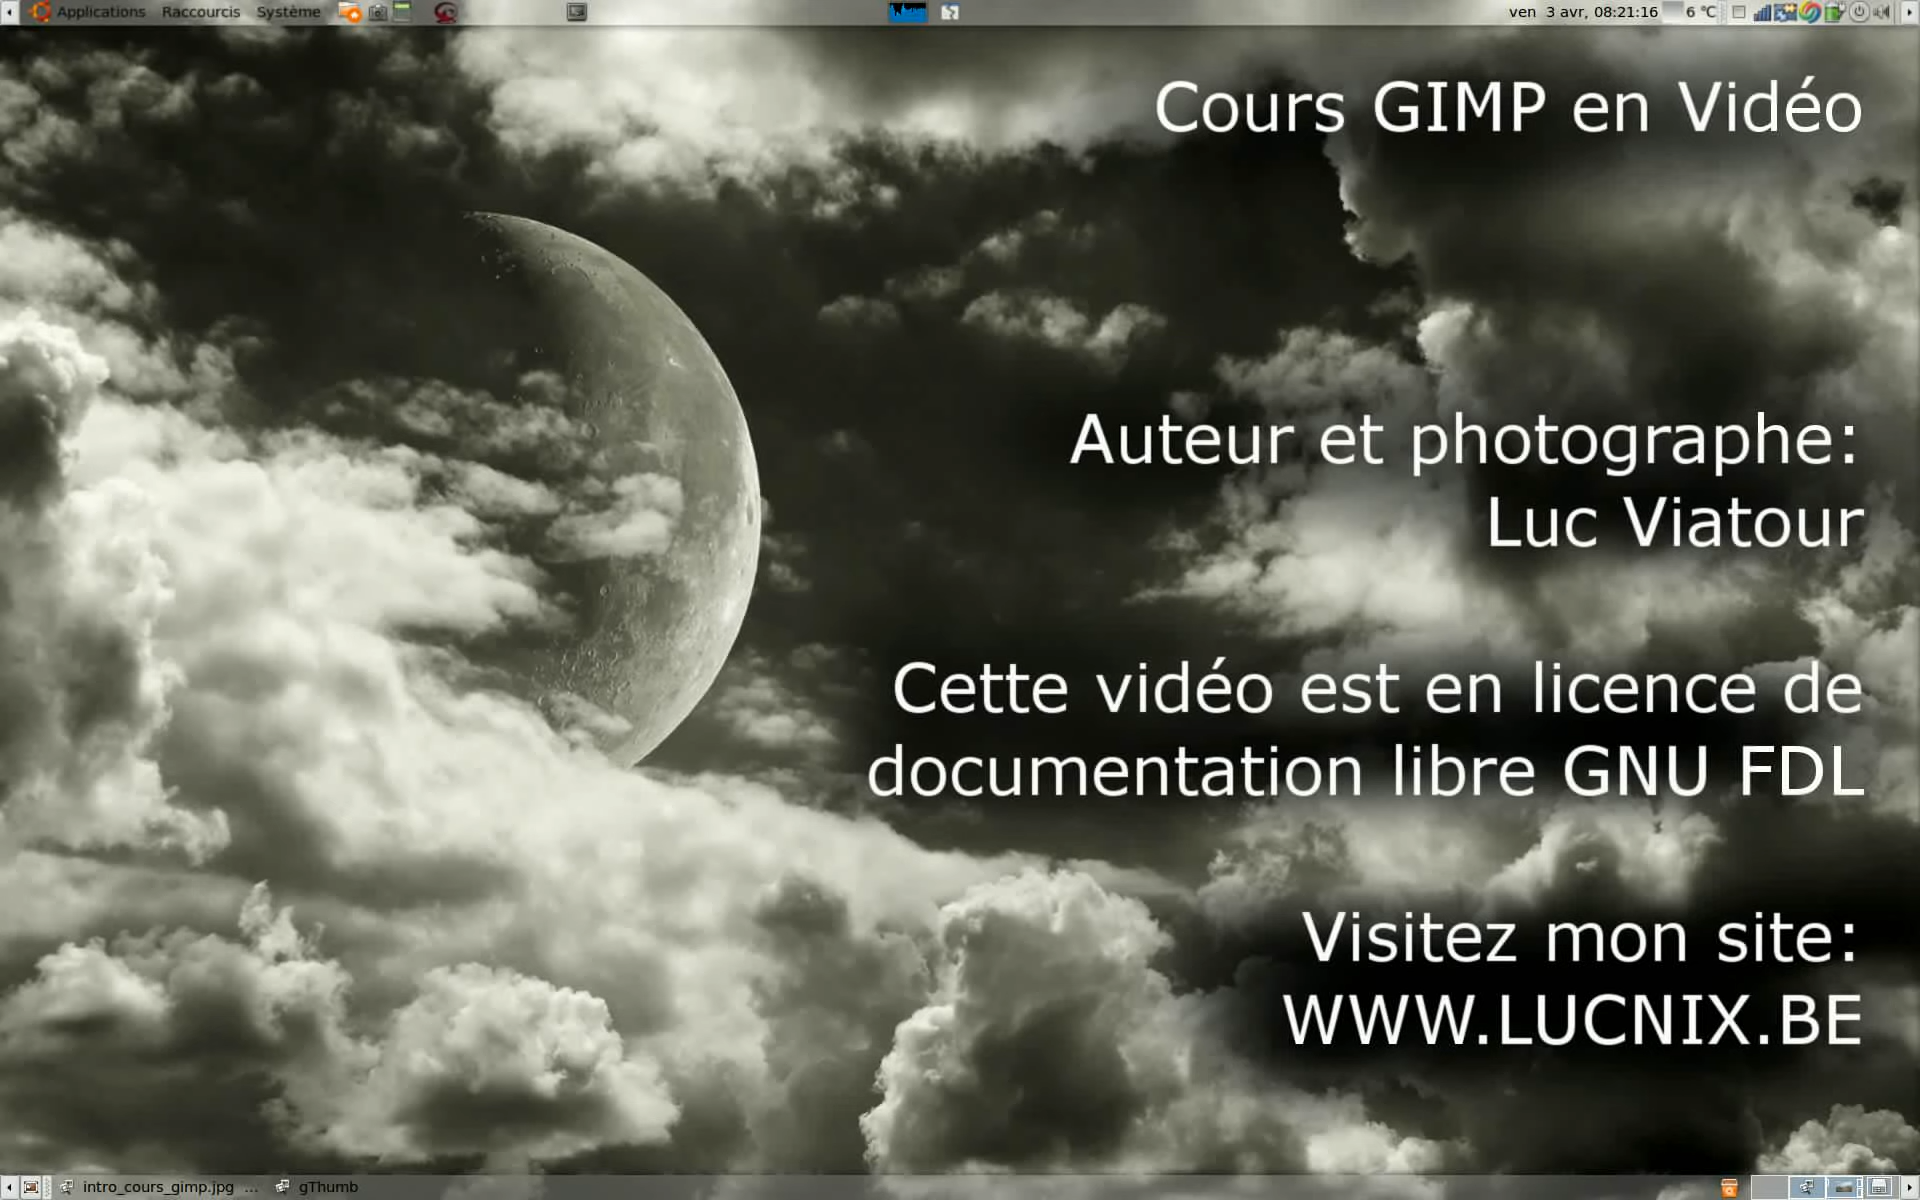 Applications Raccourcis Système ven 3 avr, 08:21:16 6 °C
Cours GIMP en Vidéo
Auteur et photographe:
Luc Viatour
Cette vidéo est en licence de
documentation libre GNU FDL
Visitez mon site:
WWW.LUCNIX.BE
intro_cours_gimp.jpg ... gThumb